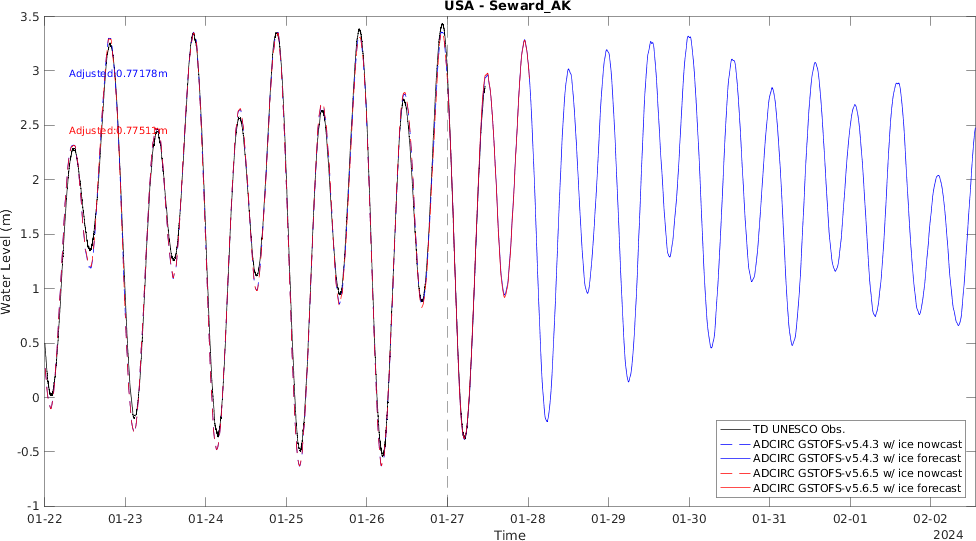 USA - Seward_AK
3.5
3
2.5
2
1.5
1
0.5
0
-0.5
-1
Water Level (m)
Adjusted:0.77178m
Adjusted:0.77511m
TD UNESCO Obs.
ADCIRC GSTOFS-v5.4.3 w/ ice nowcast
ADCIRC GSTOFS-v5.4.3 w/ ice forecast
ADCIRC GSTOFS-v5.6.5 w/ ice nowcast
ADCIRC GSTOFS-v5.6.5 w/ ice forecast
01-22 01-23 01-24 01-25 01-26 01-27 01-28 01-29 01-30 01-31 02-01 02-02
Time
2024